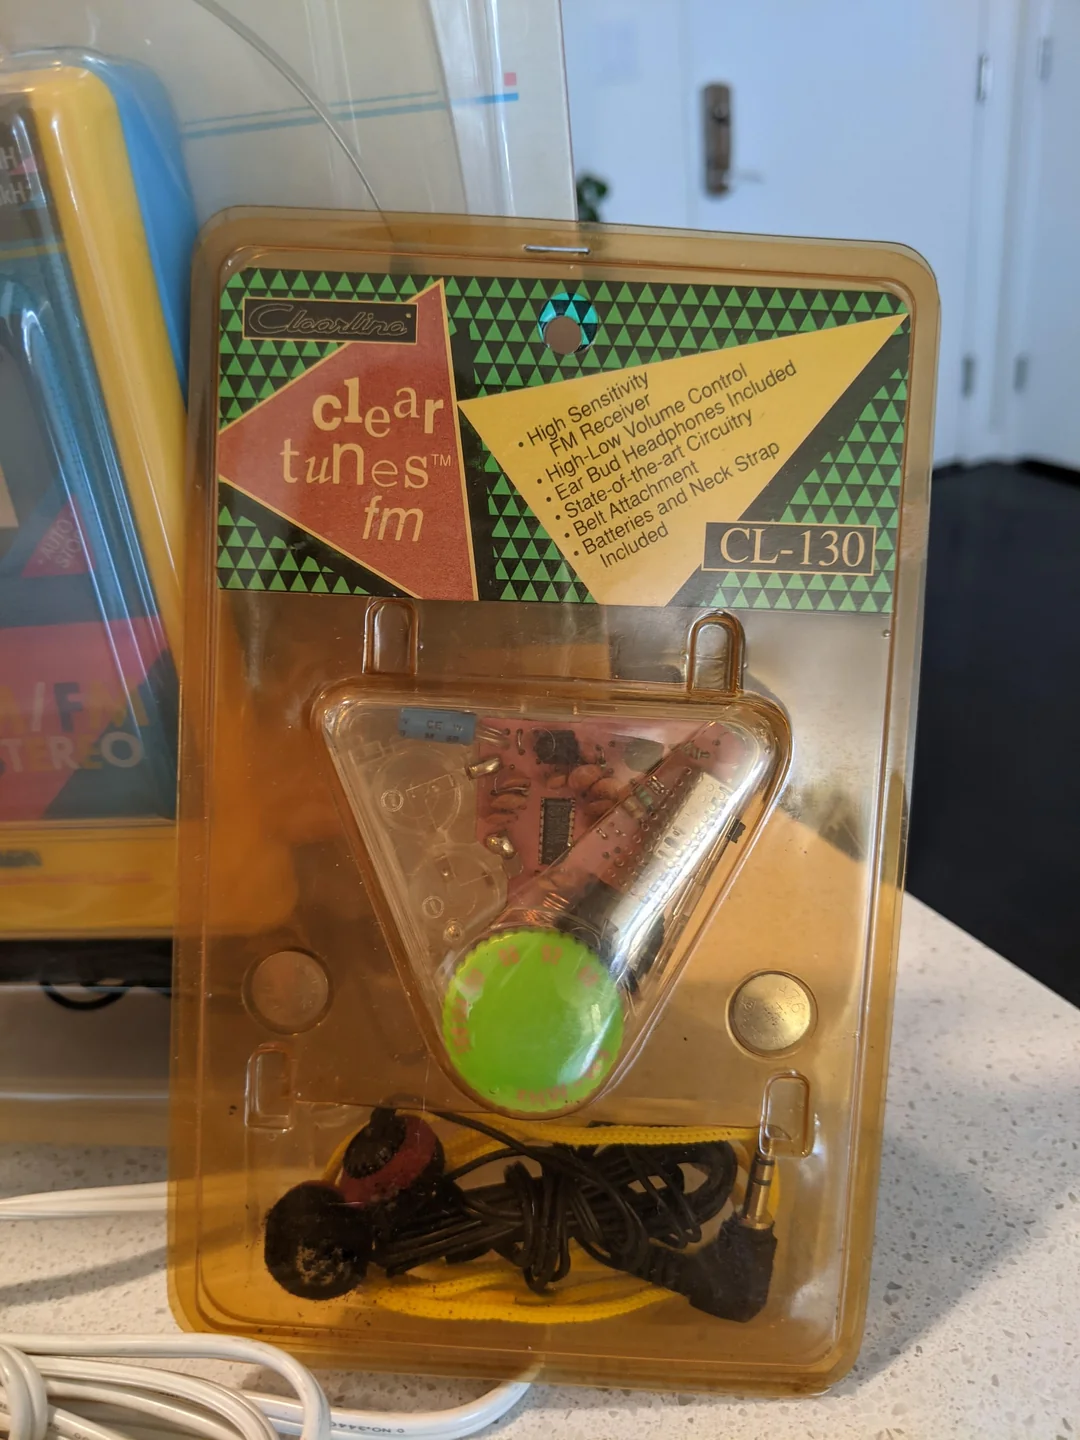 Clearline
clear
tunes™
fm
• High Sensitivity
FM Receiver
• High-Low Volume Control
• Ear Bud Headphones Included
• State-of-the-art Circuitry
• Belt Attachment
• Batteries and Neck Strap
Included
CL-130
AUTO
STOP
/FM
STEREO